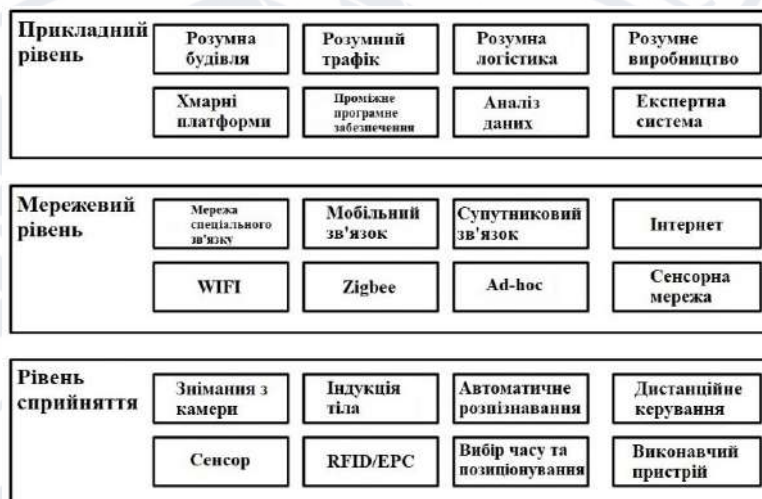 Прикладний
рівень
Розумна
будівля
Розумний
трафік
Розумна
логістика
Розумне
виробництво
Хмарні
платформи
Проміжне
програмне
забезпечення
Аналіз
даних
Експертна
система
Мережевий
рівень
Мережа
спеціального
зв'язку
Мобільний
зв'язок
Супутниковий
зв'язок
Інтернет
WIFI
Zigbee
Ad-hoc
Сенсорна
мережа
Рівень
сприйняття
Знімання з
камери
Індукція
тіла
Автоматичне
розпізнавання
Дистанційне
керування
Сенсор
RFID/EPC
Вибір часу та
позиціонування
Виконавчий
пристрій